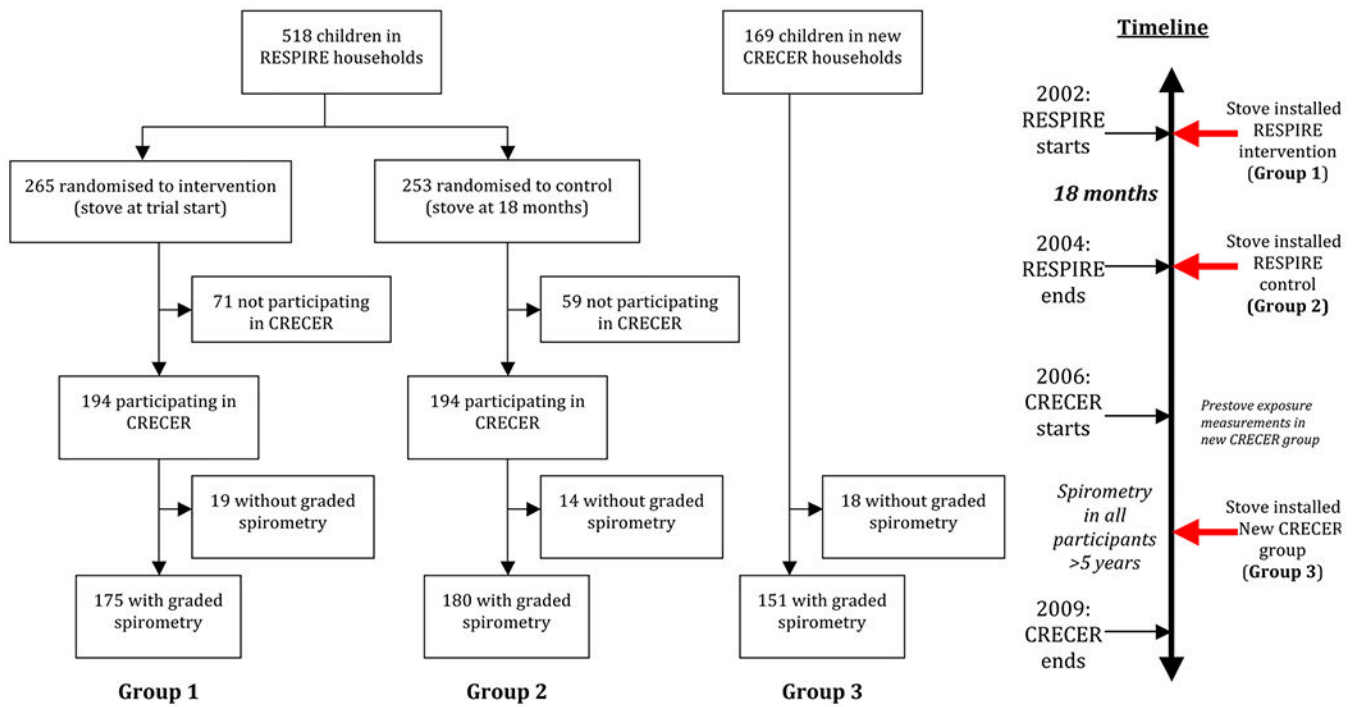 518 children in
RESPIRE households
169 children in new
CRECER households
265 randomised to intervention
(stove at trial start)
253 randomised to control
(stove at 18 months)
71 not participating
in CRECER
59 not participating
in CRECER
194 participating in
CRECER
194 participating in
CRECER
19 without graded
spirometry
14 without graded
spirometry
18 without graded
spirometry
175 with graded
spirometry
180 with graded
spirometry
151 with graded
spirometry
Group 1
Group 2
Group 3
Timeline
2002:
RESPIRE
starts
Stove installed
RESPIRE
intervention
(Group 1)
18 months
2004:
RESPIRE
ends
Stove installed
RESPIRE
control
(Group 2)
2006:
CRECER
starts
Prestove exposure
measurements in
new CRECER group
Spirometry
in all
participants
>5 years
Stove installed
New CRECER
group
(Group 3)
2009:
CRECER
ends